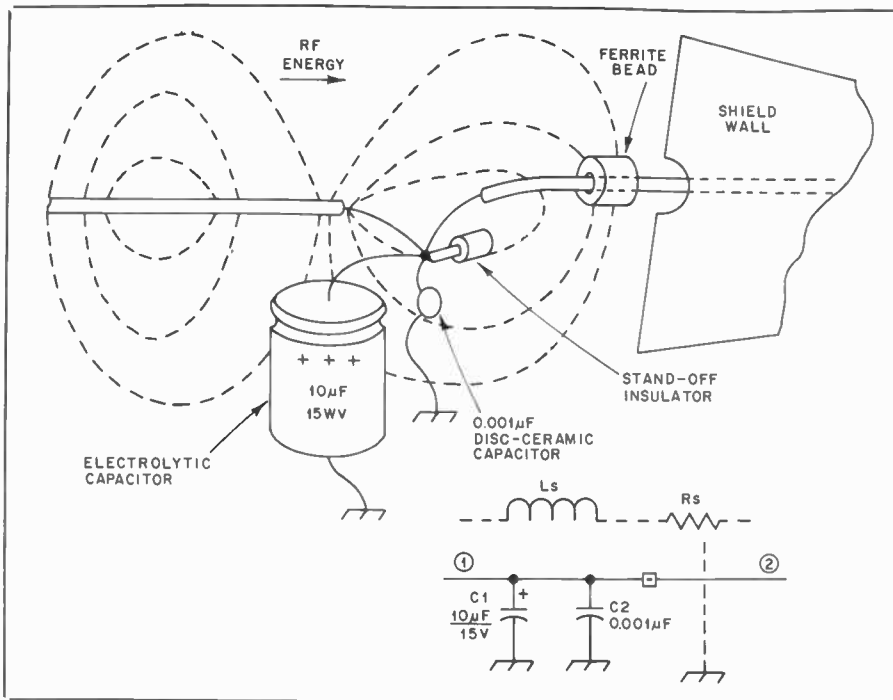 RF
ENERGY
FERRITE
BEAD
SHIELD
WALL
+ + +
10µF
15WV
STAND-OFF
INSULATOR
0.001µF
DISC-CERAMIC
CAPACITOR
ELECTROLYTIC
CAPACITOR
Ls
Rs
1
2
C1
+
10µF
15V
C2
0.001µF